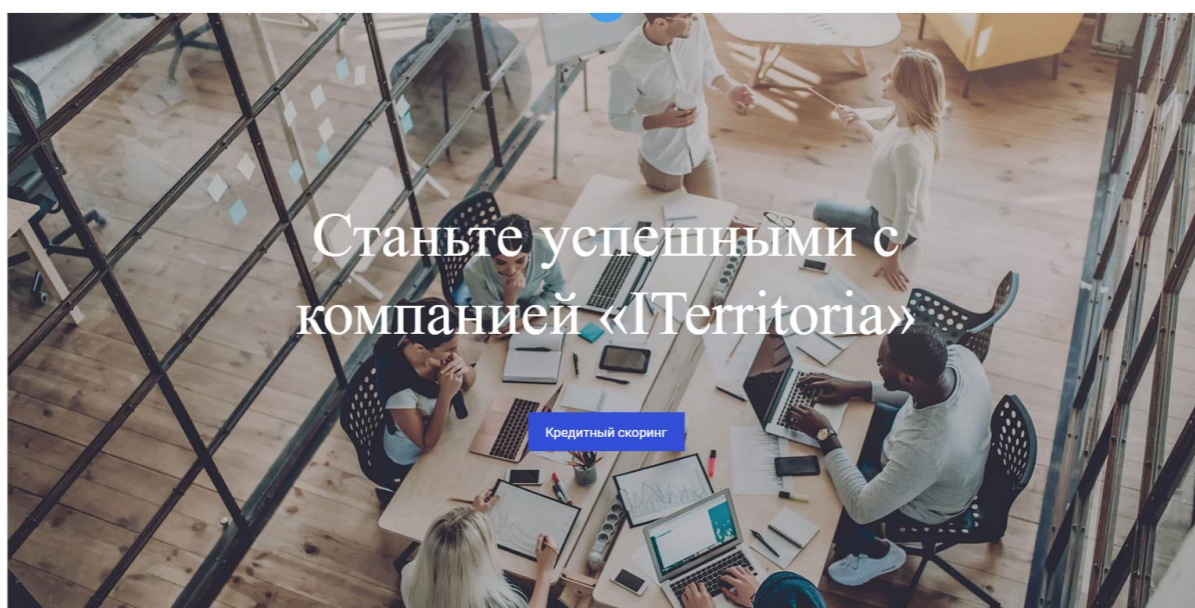 Станьте успешными с
компанией «ITerritoria»
Кредитный скоринг